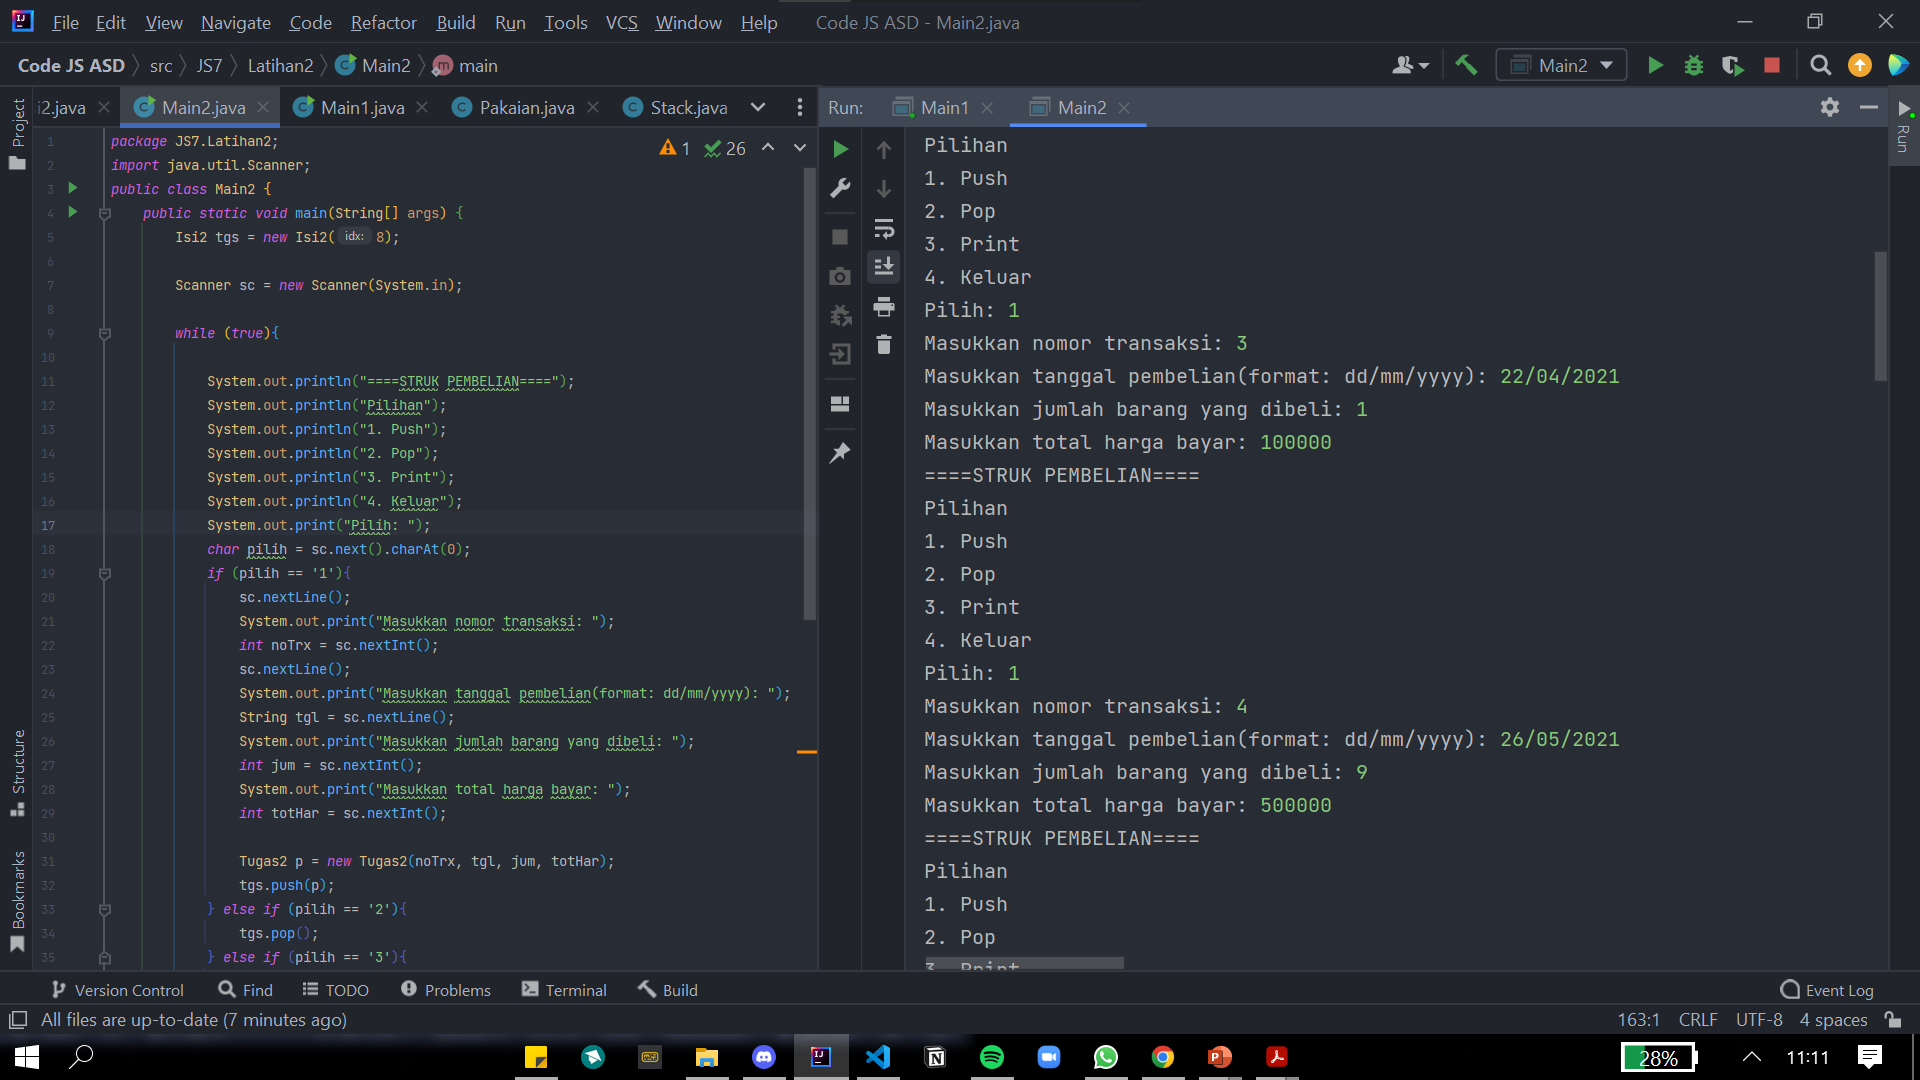 File Edit View Navigate Code Refactor Build Run Tools VCS Window Help Code JS ASD - Main2.java
Code JS ASD src JS7 Latihan2 Main2 main Main2
i2.java Main2.java Main1.java Pakaian.java Stack.java
Run: Main1 Main2
Project
Structure
Bookmarks
1 26
1 package JS7.Latihan2;
2 import java.util.Scanner;
3 public class Main2 {
4 public static void main(String[] args) {
5 Isi2 tgs = new Isi2( idx: 8);
6
7 Scanner sc = new Scanner(System.in);
8
9 while (true){
10
11 System.out.println("====STRUK PEMBELIAN====");
12 System.out.println("Pilihan");
13 System.out.println("1. Push");
14 System.out.println("2. Pop");
15 System.out.println("3. Print");
16 System.out.println("4. Keluar");
17 System.out.print("Pilih: ");
18 char pilih = sc.next().charAt(0);
19 if (pilih == '1'){
20 sc.nextLine();
21 System.out.print("Masukkan nomor transaksi: ");
22 int noTrx = sc.nextInt();
23 sc.nextLine();
24 System.out.print("Masukkan tanggal pembelian(format: dd/mm/yyyy): ");
25 String tgl = sc.nextLine();
26 System.out.print("Masukkan jumlah barang yang dibeli: ");
27 int jum = sc.nextInt();
28 System.out.print("Masukkan total harga bayar: ");
29 int totHar = sc.nextInt();
30
31 Tugas2 p = new Tugas2(noTrx, tgl, jum, totHar);
32 tgs.push(p);
33 } else if (pilih == '2'){
34 tgs.pop();
35 } else if (pilih == '3'){
Pilihan
1. Push
2. Pop
3. Print
4. Keluar
Pilih: 1
Masukkan nomor transaksi: 3
Masukkan tanggal pembelian(format: dd/mm/yyyy): 22/04/2021
Masukkan jumlah barang yang dibeli: 1
Masukkan total harga bayar: 100000
====STRUK PEMBELIAN====
Pilihan
1. Push
2. Pop
3. Print
4. Keluar
Pilih: 1
Masukkan nomor transaksi: 4
Masukkan tanggal pembelian(format: dd/mm/yyyy): 26/05/2021
Masukkan jumlah barang yang dibeli: 9
Masukkan total harga bayar: 500000
====STRUK PEMBELIAN====
Pilihan
1. Push
2. Pop
3. Print
Run
Version Control Find TODO Problems Terminal Build Event Log
All files are up-to-date (7 minutes ago) 163:1 CRLF UTF-8 4 spaces
28% 11:11